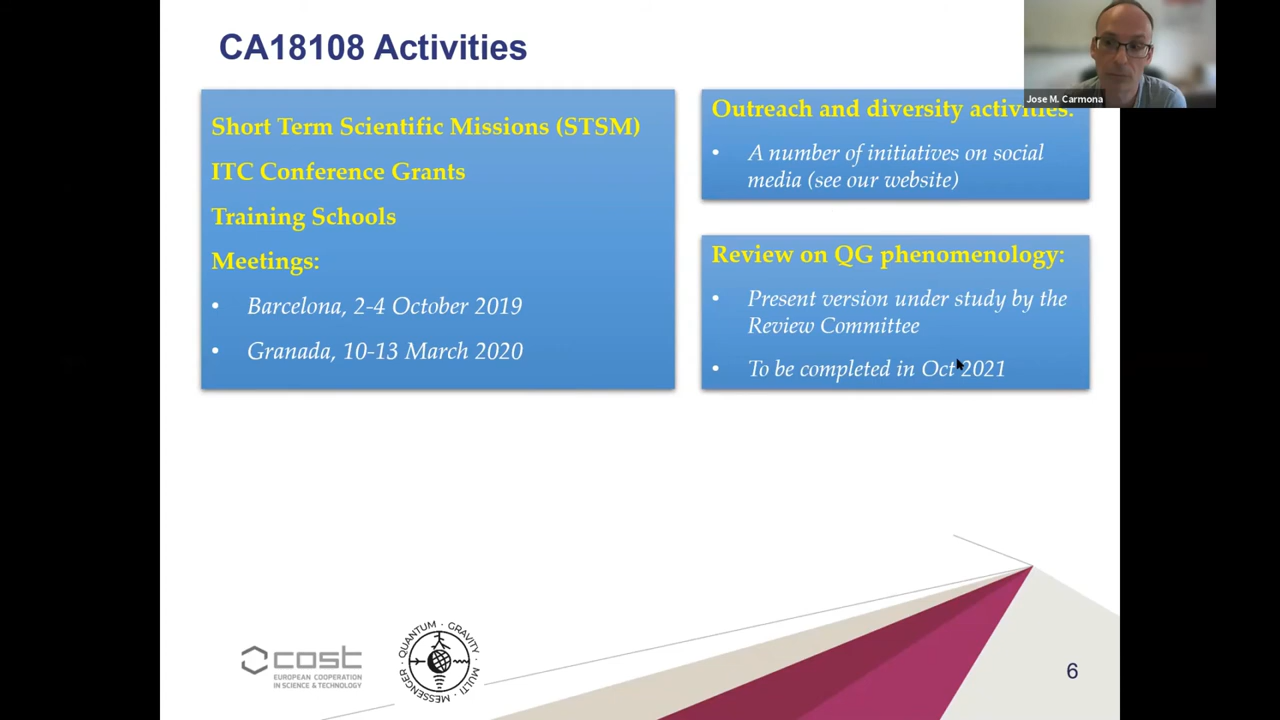 CA18108 Activities
Jose M. Carmona
Short Term Scientific Missions (STSM)
ITC Conference Grants
Training Schools
Meetings:
• Barcelona, 2-4 October 2019
• Granada, 10-13 March 2020
Outreach and diversity activities:
• A number of initiatives on social
media (see our website)
Review on QG phenomenology:
• Present version under study by the
Review Committee
• To be completed in Oct 2021
cost
EUROPEAN COOPERATION
IN SCIENCE & TECHNOLOGY
QUANTUM · GRAVITY · MULTI · MESSENGER ·
6